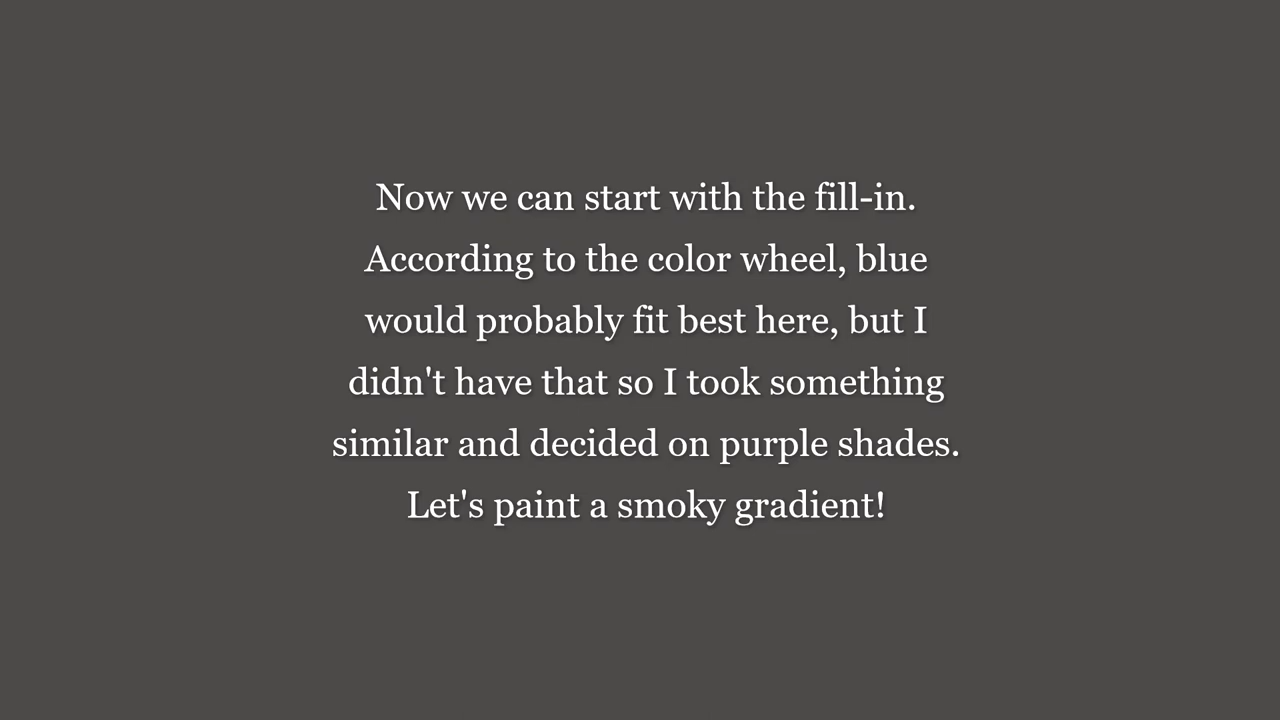 Now we can start with the fill-in.
According to the color wheel, blue
would probably fit best here, but I
didn't have that so I took something
similar and decided on purple shades.
Let's paint a smoky gradient!